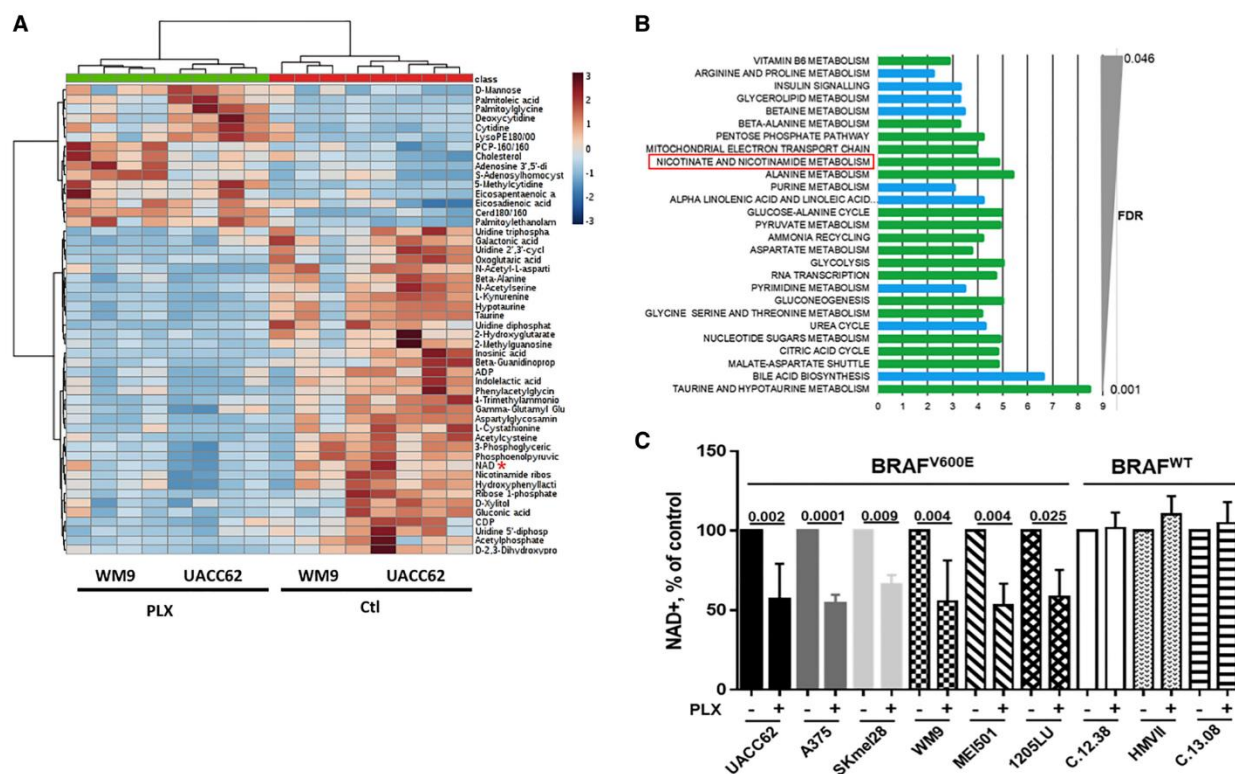 A
class
3
2
1
0
-1
-2
-3
D-Mannose
Palmitoleic acid
Palmitoylglycine
Deoxycytidine
Cytidine
LysoPE180/00
PCP-160/160
Cholesterol
Adenosine 3',5'-di
S-Adenosylhomocyst
5-Methylcytidine
Eicosapentaenoic a
Eicosadienoic acid
Cerd180/160
Palmitoylethanolam
Uridine triphospha
Galactonic acid
Uridine 2',3'-cycl
Oxoglutaric acid
N-Acetyl-L-asparti
Beta-Alanine
N-Acetylserine
L-Kynurenine
Hypotaurine
Taurine
Uridine diphosphat
2-Hydroxyglutarate
2-Methylguanosine
Inosinic acid
Beta-Guanidinoprop
ADP
Indolelactic acid
Phenylacetylglycin
4-Trimethylammonio
Gamma-Glutamyl Glu
Aspartylglycosamin
L-Cystathionine
Acetylcysteine
3-Phosphoglyceric
Phosphoenolpyruvic
NAD *
Nicotinamide ribos
Hydroxyphenyllacti
Ribose 1-phosphate
D-Xylitol
Gluconic acid
CDP
Uridine 5'-diphosp
Acetylphosphate
D-2,3-Dihydroxypro
WM9 UACC62 WM9 UACC62
PLX Ctl
B
VITAMIN B6 METABOLISM
ARGININE AND PROLINE METABOLISM
INSULIN SIGNALLING
GLYCEROLIPID METABOLISM
BETAINE METABOLISM
BETA-ALANINE METABOLISM
PENTOSE PHOSPHATE PATHWAY
MITOCHONDRIAL ELECTRON TRANSPORT CHAIN
NICOTINATE AND NICOTINAMIDE METABOLISM
ALANINE METABOLISM
PURINE METABOLISM
ALPHA LINOLENIC ACID AND LINOLEIC ACID...
GLUCOSE-ALANINE CYCLE
PYRUVATE METABOLISM
AMMONIA RECYCLING
ASPARTATE METABOLISM
GLYCOLYSIS
RNA TRANSCRIPTION
PYRIMIDINE METABOLISM
GLUCONEOGENESIS
GLYCINE SERINE AND THREONINE METABOLISM
UREA CYCLE
NUCLEOTIDE SUGARS METABOLISM
CITRIC ACID CYCLE
MALATE-ASPARTATE SHUTTLE
BILE ACID BIOSYNTHESIS
TAURINE AND HYPOTAURINE METABOLISM
0 1 2 3 4 5 6 7 8 9
0.046
FDR
0.001
C
NAD+, % of control
150
100
50
0
BRAFV600E BRAFWT
0.002 0.0001 0.009 0.004 0.004 0.025
PLX - + - + - + - + - + - + - + - + - +
UACC62 A375 SKmel28 WM9 MEI501 1205LU C.12.38 HMVII C.13.08